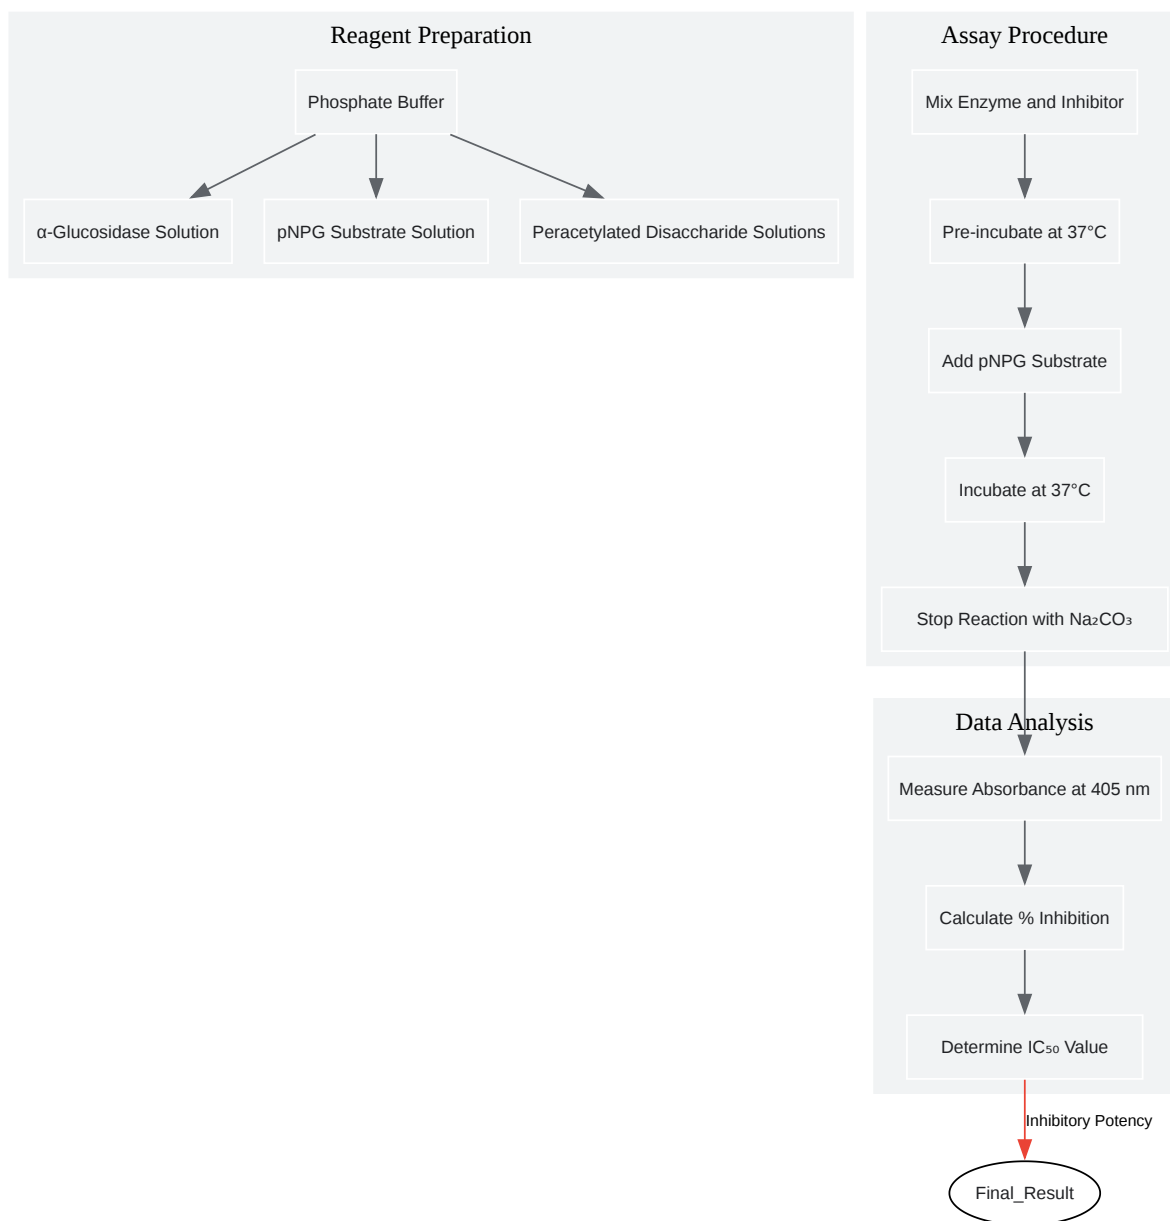 Reagent Preparation
Phosphate Buffer
α-Glucosidase Solution
pNPG Substrate Solution
Peracetylated Disaccharide Solutions
Assay Procedure
Mix Enzyme and Inhibitor
Pre-incubate at 37°C
Add pNPG Substrate
Incubate at 37°C
Stop Reaction with Na₂CO₃
Data Analysis
Measure Absorbance at 405 nm
Calculate % Inhibition
Determine IC₅₀ Value
Inhibitory Potency
Final_Result